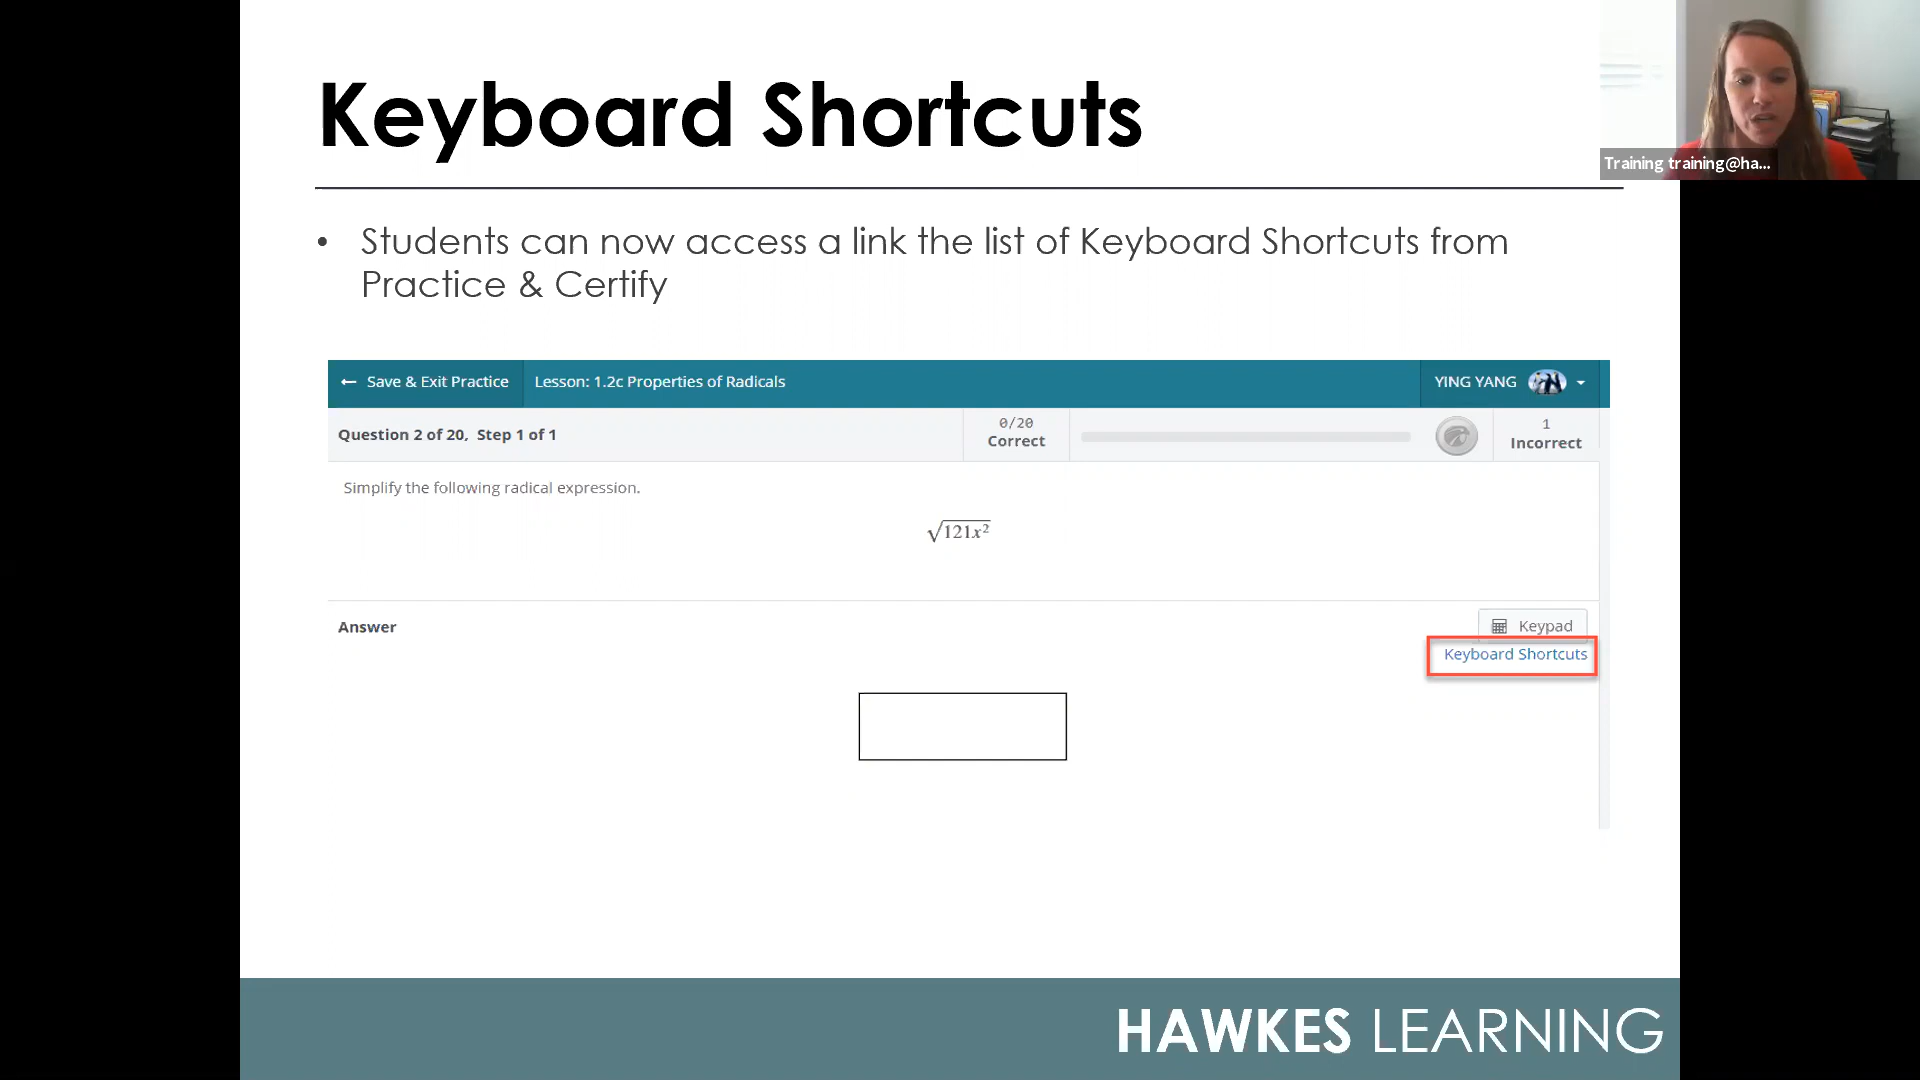 Keyboard Shortcuts
Training training@ha...
• Students can now access a link the list of Keyboard Shortcuts from
Practice & Certify
← Save & Exit Practice Lesson: 1.2c Properties of Radicals YING YANG
Question 2 of 20, Step 1 of 1 0/20 Correct 1 Incorrect
Simplify the following radical expression.
√121x²
Answer Keypad
Keyboard Shortcuts
HAWKES LEARNING